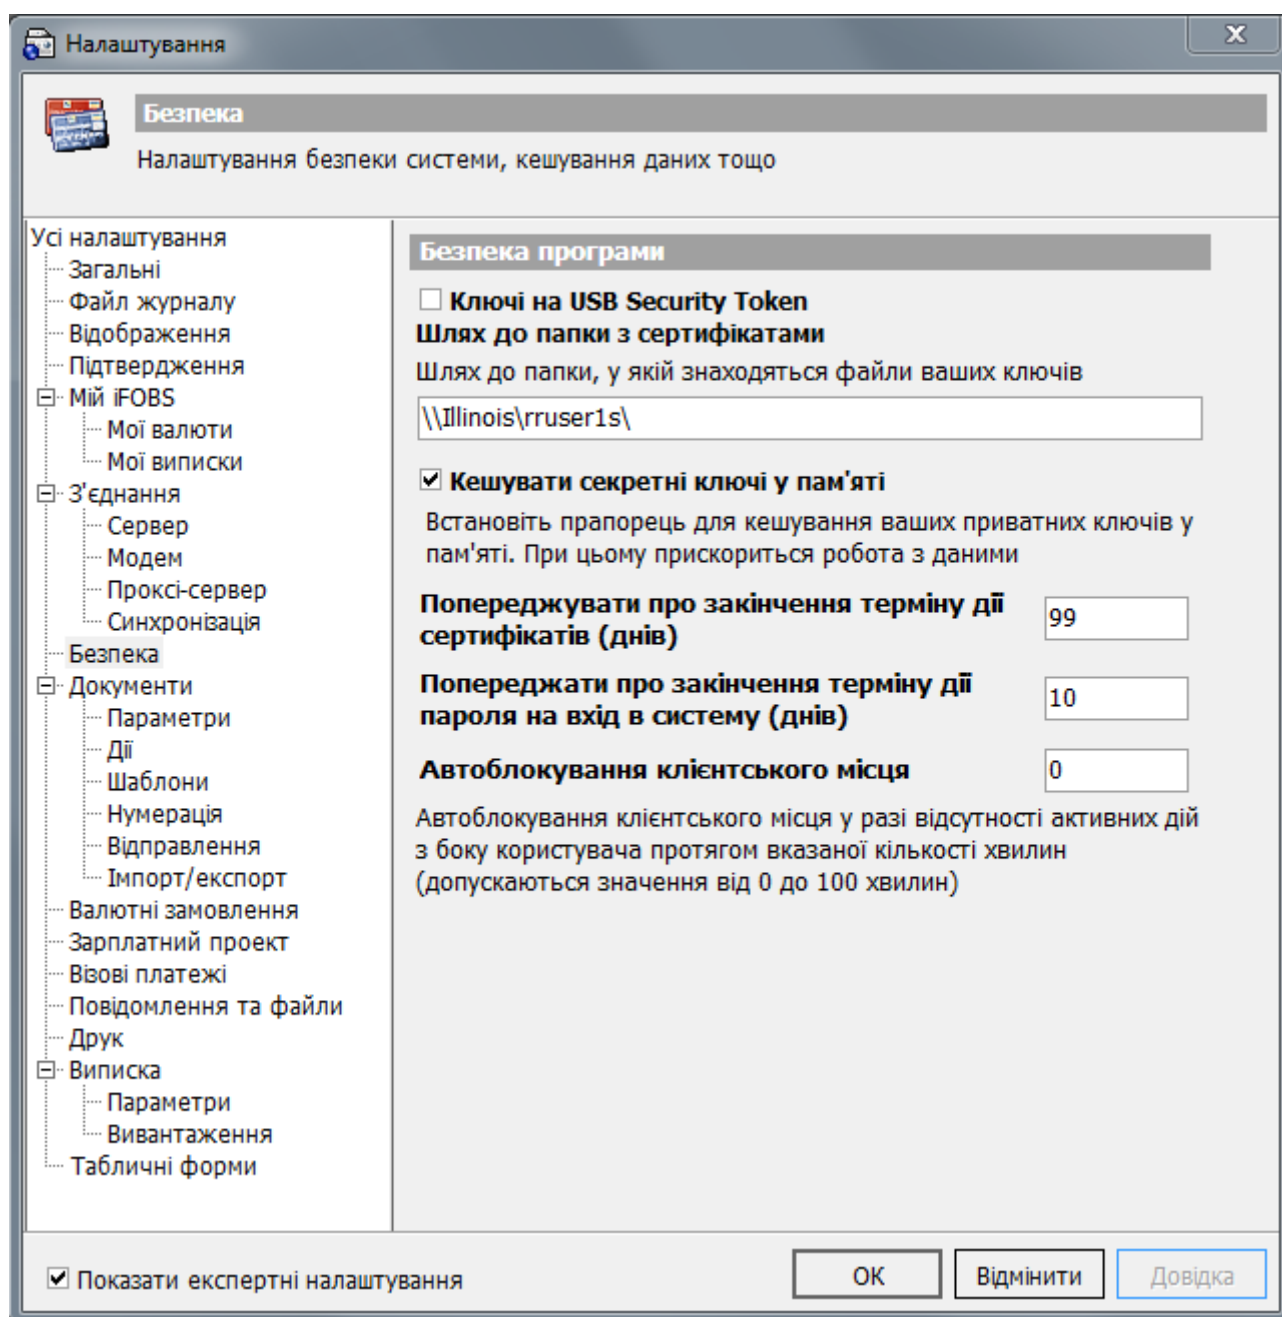 Налаштування
Безпека
Налаштування безпеки системи, кешування даних тощо
Усі налаштування
Загальні
Файл журналу
Відображення
Підтвердження
Мій iFOBS
Мої валюти
Мої виписки
З'єднання
Сервер
Модем
Проксі-сервер
Синхронізація
Безпека
Документи
Параметри
Дії
Шаблони
Нумерація
Відправлення
Імпорт/експорт
Валютні замовлення
Зарплатний проект
Візові платежі
Повідомлення та файли
Друк
Виписка
Параметри
Вивантаження
Табличні форми
Безпека програми
Ключі на USB Security Token
Шлях до папки з сертифікатами
Шлях до папки, у якій знаходяться файли ваших ключів
\\Illinois\rruser1s\
Кешувати секретні ключі у пам'яті
Встановіть прапорець для кешування ваших приватних ключів у
пам'яті. При цьому прискориться робота з даними
Попереджувати про закінчення терміну дії
сертифікатів (днів)
99
Попереджати про закінчення терміну дії
пароля на вхід в систему (днів)
10
Автоблокування клієнтського місця
0
Автоблокування клієнтського місця у разі відсутності активних дій
з боку користувача протягом вказаної кількості хвилин
(допускаються значення від 0 до 100 хвилин)
Показати експертні налаштування
ОК
Відмінити
Довідка